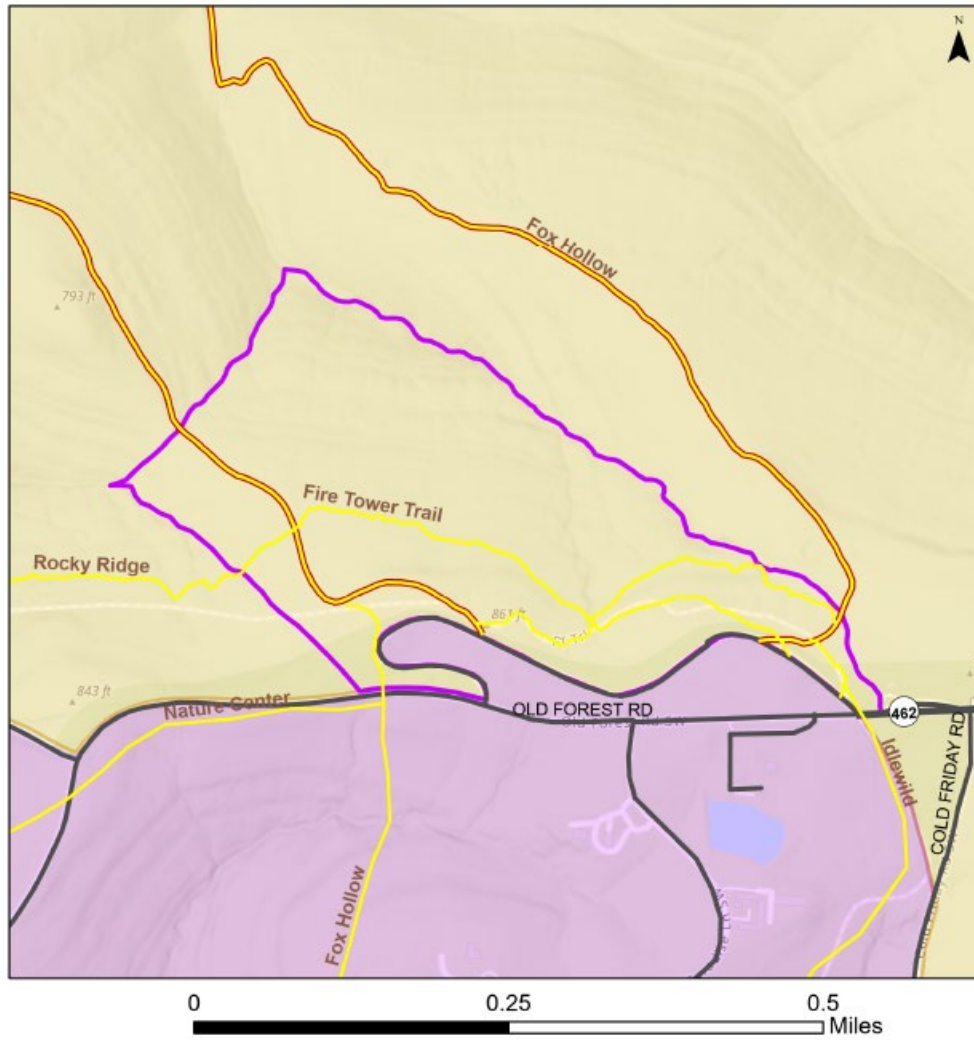 N
Fox Hollow
793 ft
Fire Tower Trail
Rocky Ridge
861 ft
843 ft
Nature Center
OLD FOREST RD
462
Idlewild
COLD FRIDAY RD
Fox Hollow
0 0.25 0.5
Miles